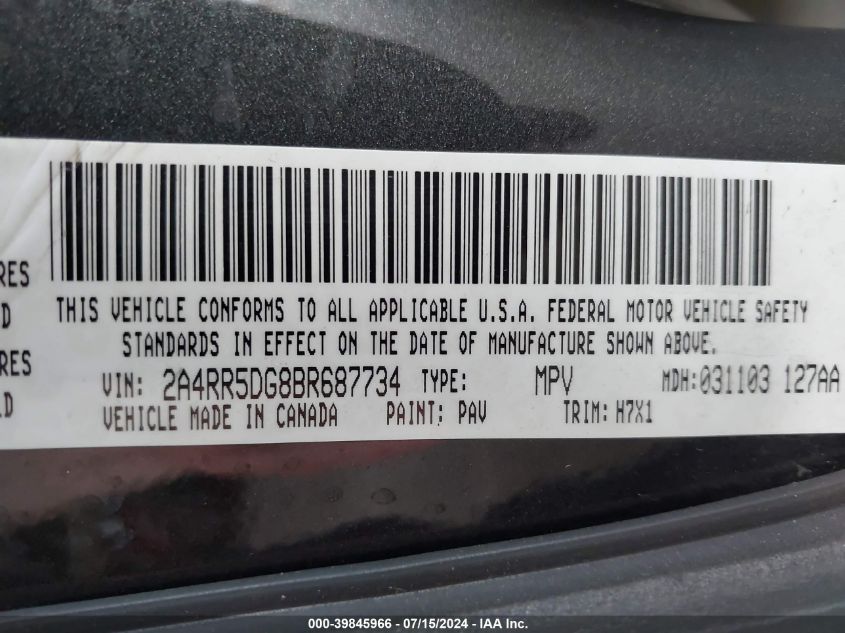 RES
THIS VEHICLE CONFORMS TO ALL APPLICABLE U.S.A. FEDERAL MOTOR VEHICLE SAFETY
D
STANDARDS IN EFFECT ON THE DATE OF MANUFACTURE SHOWN ABOVE.
RES
VIN: 2A4RR5DG8BR687734 TYPE: MPV MDH:031103 127AA
LD
VEHICLE MADE IN CANADA PAINT: PAV TRIM: H7X1
000-39845966 - 07/15/2024 - IAA Inc.